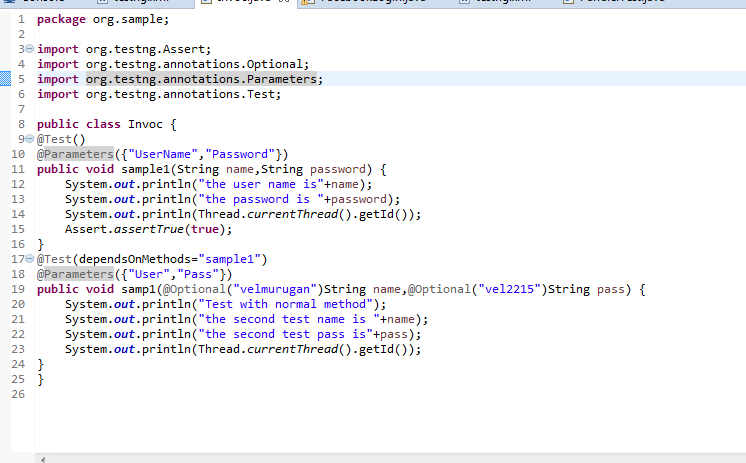 1 package org.sample;
2
3 import org.testng.Assert;
4 import org.testng.annotations.Optional;
5 import org.testng.annotations.Parameters;
6 import org.testng.annotations.Test;
7
8 public class Invoc {
9 @Test()
10 @Parameters({"UserName","Password"})
11 public void sample1(String name,String password) {
12     System.out.println("the user name is"+name);
13     System.out.println("the password is "+password);
14     System.out.println(Thread.currentThread().getId());
15     Assert.assertTrue(true);
16 }
17 @Test(dependsOnMethods="sample1")
18 @Parameters({"User","Pass"})
19 public void samp1(@Optional("velmurugan")String name,@Optional("vel2215")String pass) {
20     System.out.println("Test with normal method");
21     System.out.println("the second test name is "+name);
22     System.out.println("the second test pass is"+pass);
23     System.out.println(Thread.currentThread().getId());
24 }
25 }
26